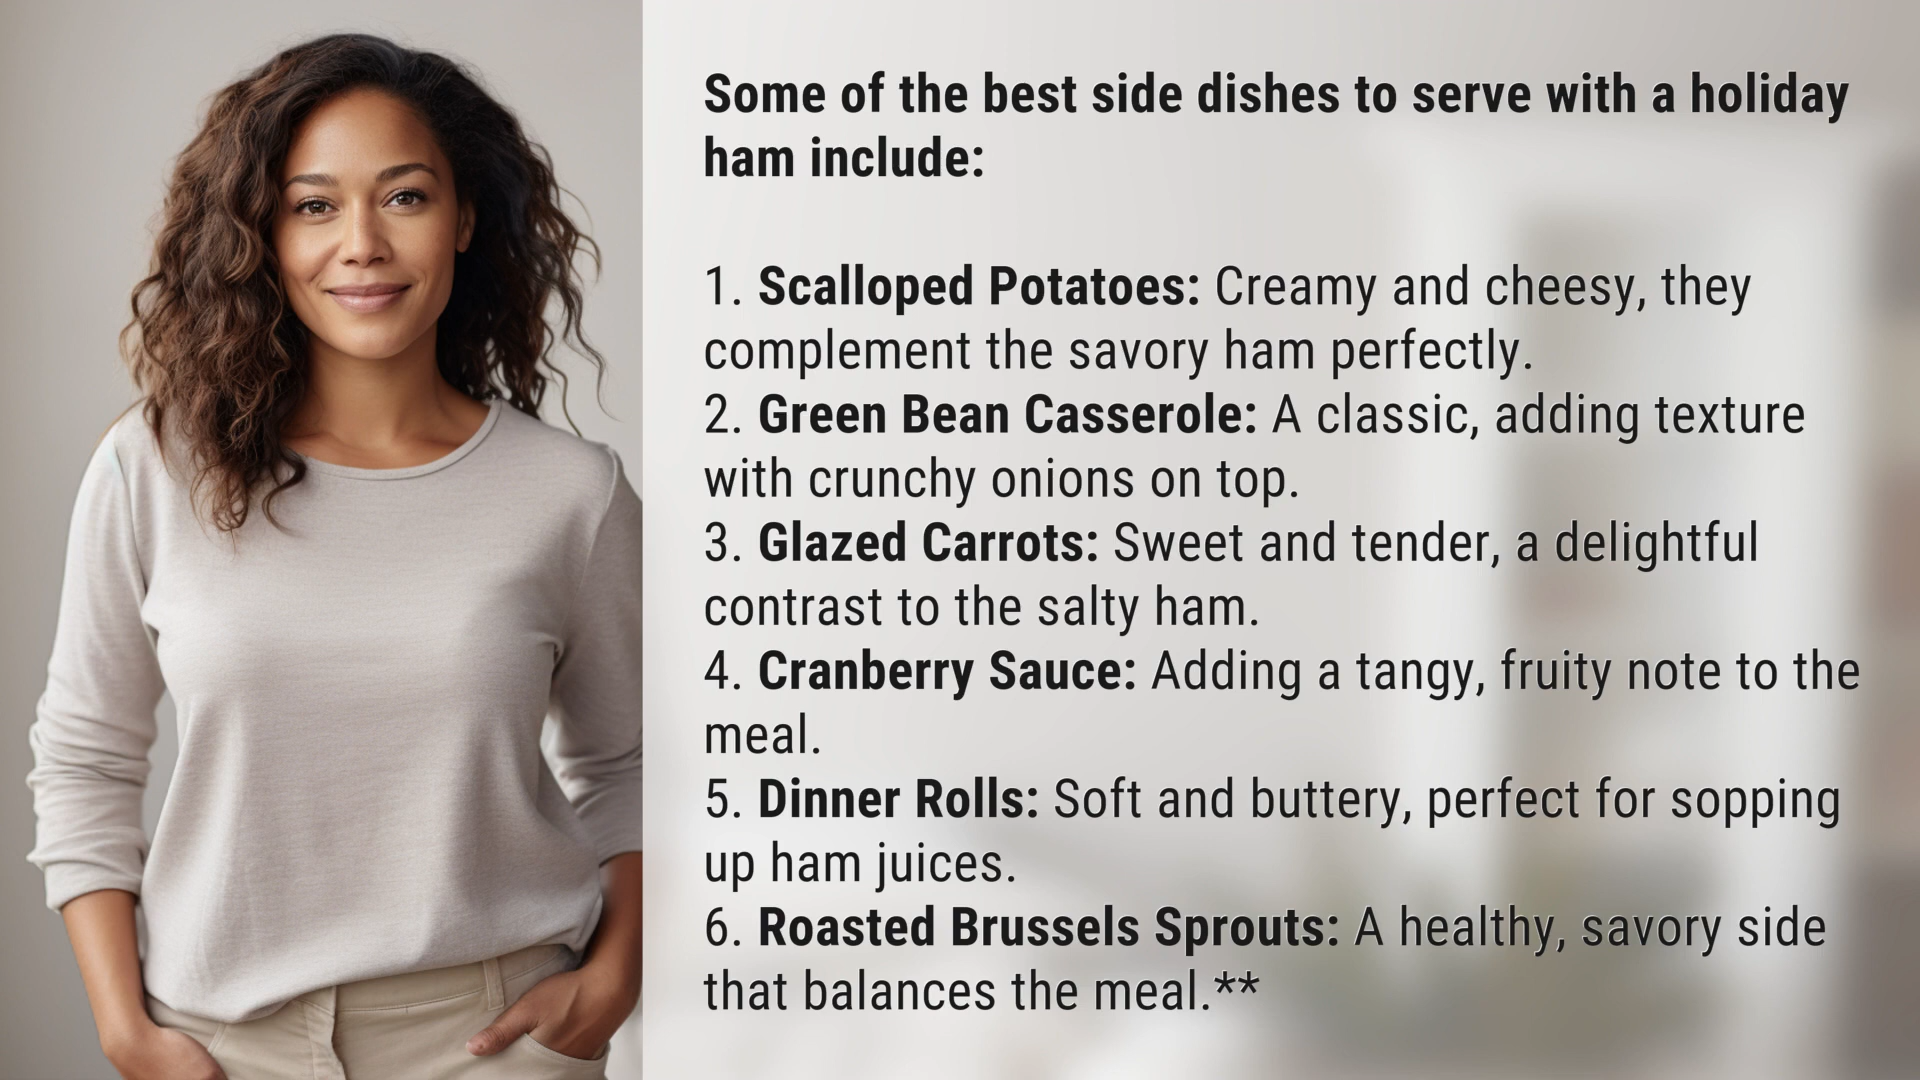 Some of the best side dishes to serve with a holiday
ham include:
1. Scalloped Potatoes: Creamy and cheesy, they
complement the savory ham perfectly.
2. Green Bean Casserole: A classic, adding texture
with crunchy onions on top.
3. Glazed Carrots: Sweet and tender, a delightful
contrast to the salty ham.
4. Cranberry Sauce: Adding a tangy, fruity note to the
meal.
5. Dinner Rolls: Soft and buttery, perfect for sopping
up ham juices.
6. Roasted Brussels Sprouts: A healthy, savory side
that balances the meal.**